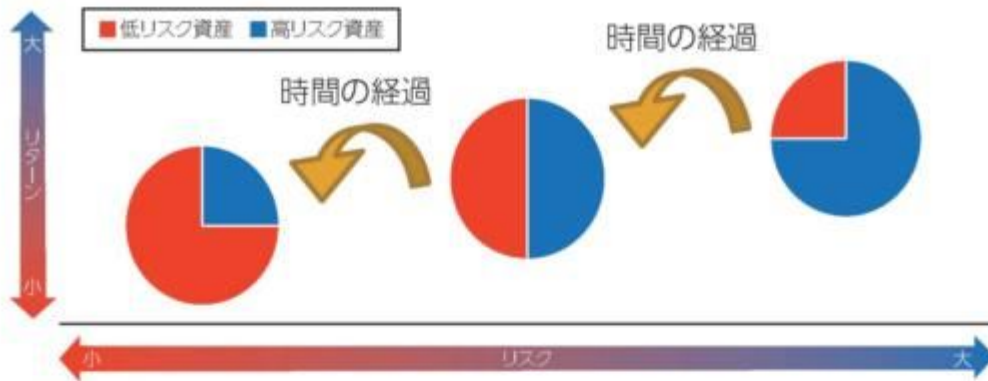 大
リターン
小
低リスク資産 高リスク資産
時間の経過
時間の経過
小 リスク 大